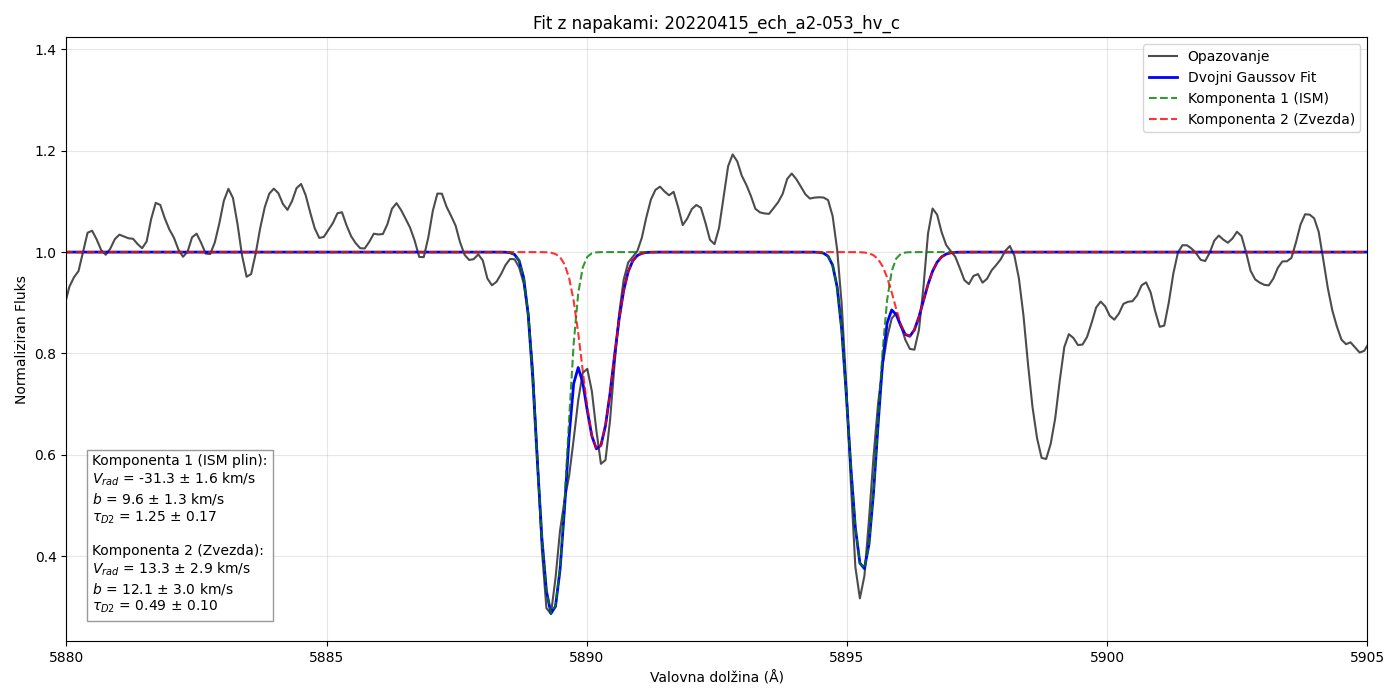 Fit z napakami: 20220415_ech_a2-053_hv_c
Normaliziran Fluks
1.4
1.2
1.0
0.8
0.6
0.4
Opazovanje
Dvojni Gaussov Fit
Komponenta 1 (ISM)
Komponenta 2 (Zvezda)
Komponenta 1 (ISM plin):
V_rad = -31.3 ± 1.6 km/s
b = 9.6 ± 1.3 km/s
τ_D2 = 1.25 ± 0.17
Komponenta 2 (Zvezda):
V_rad = 13.3 ± 2.9 km/s
b = 12.1 ± 3.0 km/s
τ_D2 = 0.49 ± 0.10
5880 5885 5890 5895 5900 5905
Valovna dolžina (Å)